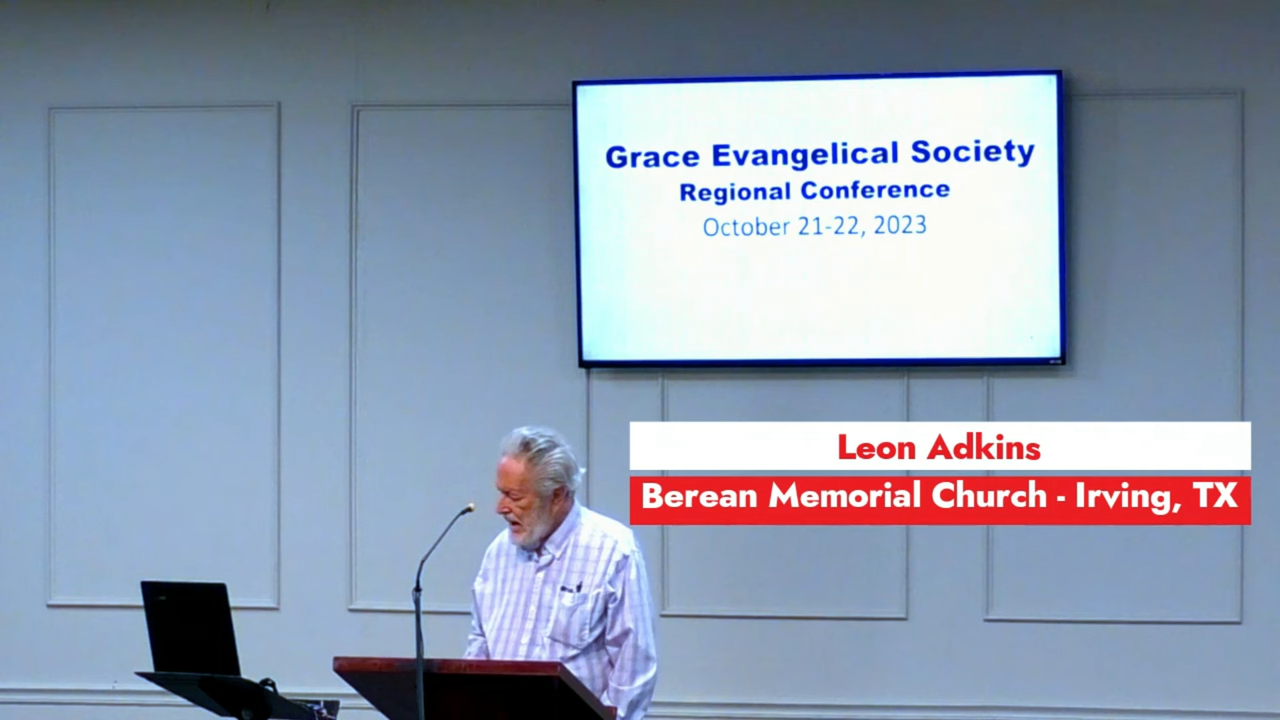 Grace Evangelical Society
Regional Conference
October 21-22, 2023
Leon Adkins
Berean Memorial Church - Irving, TX